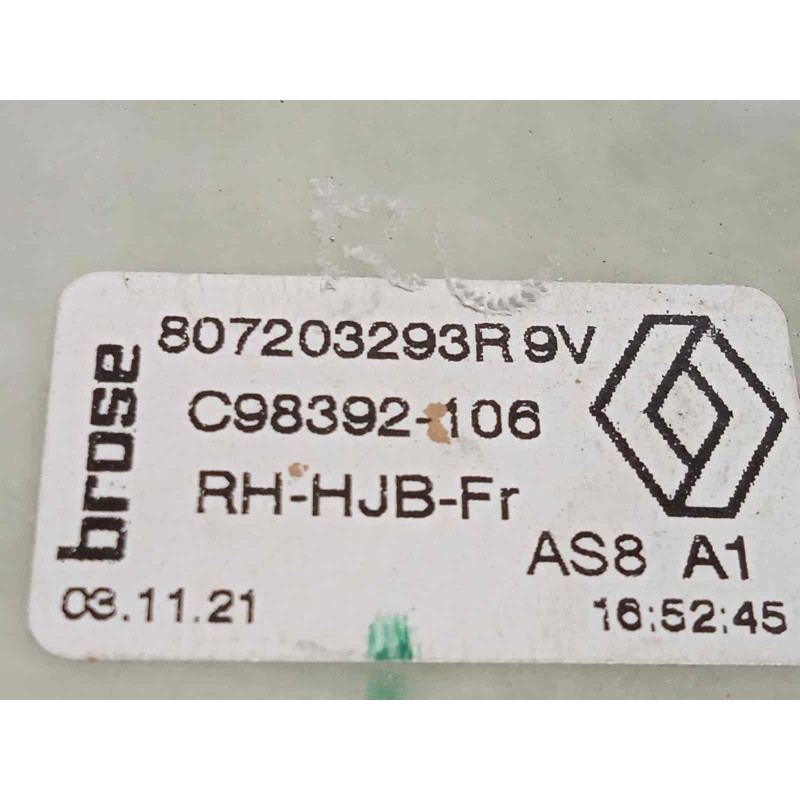 brose
807203293R 9V
C98392-106
RH-HJB-Fr
AS8 A1
03.11.21
16:52:45